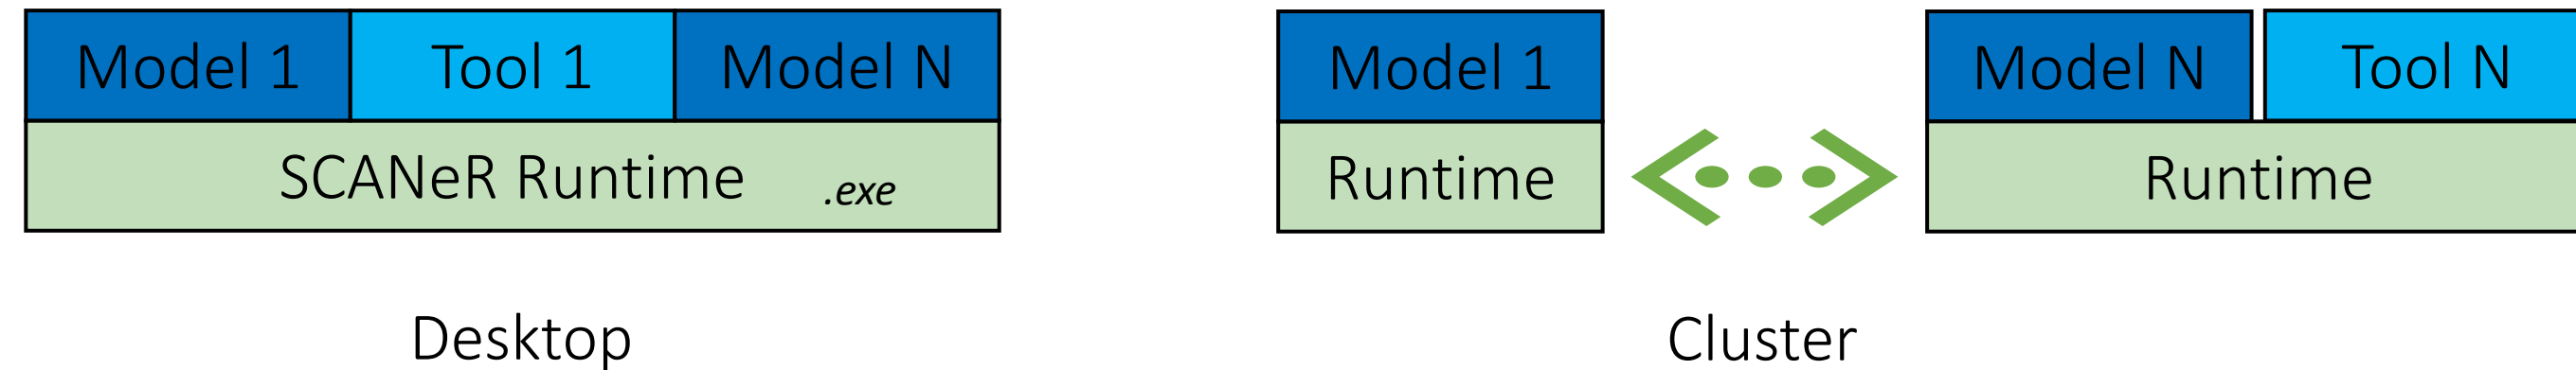 Model 1 Tool 1 Model N
SCANeR Runtime .exe
Desktop
Model 1 Model N Tool N
Runtime Runtime
Cluster